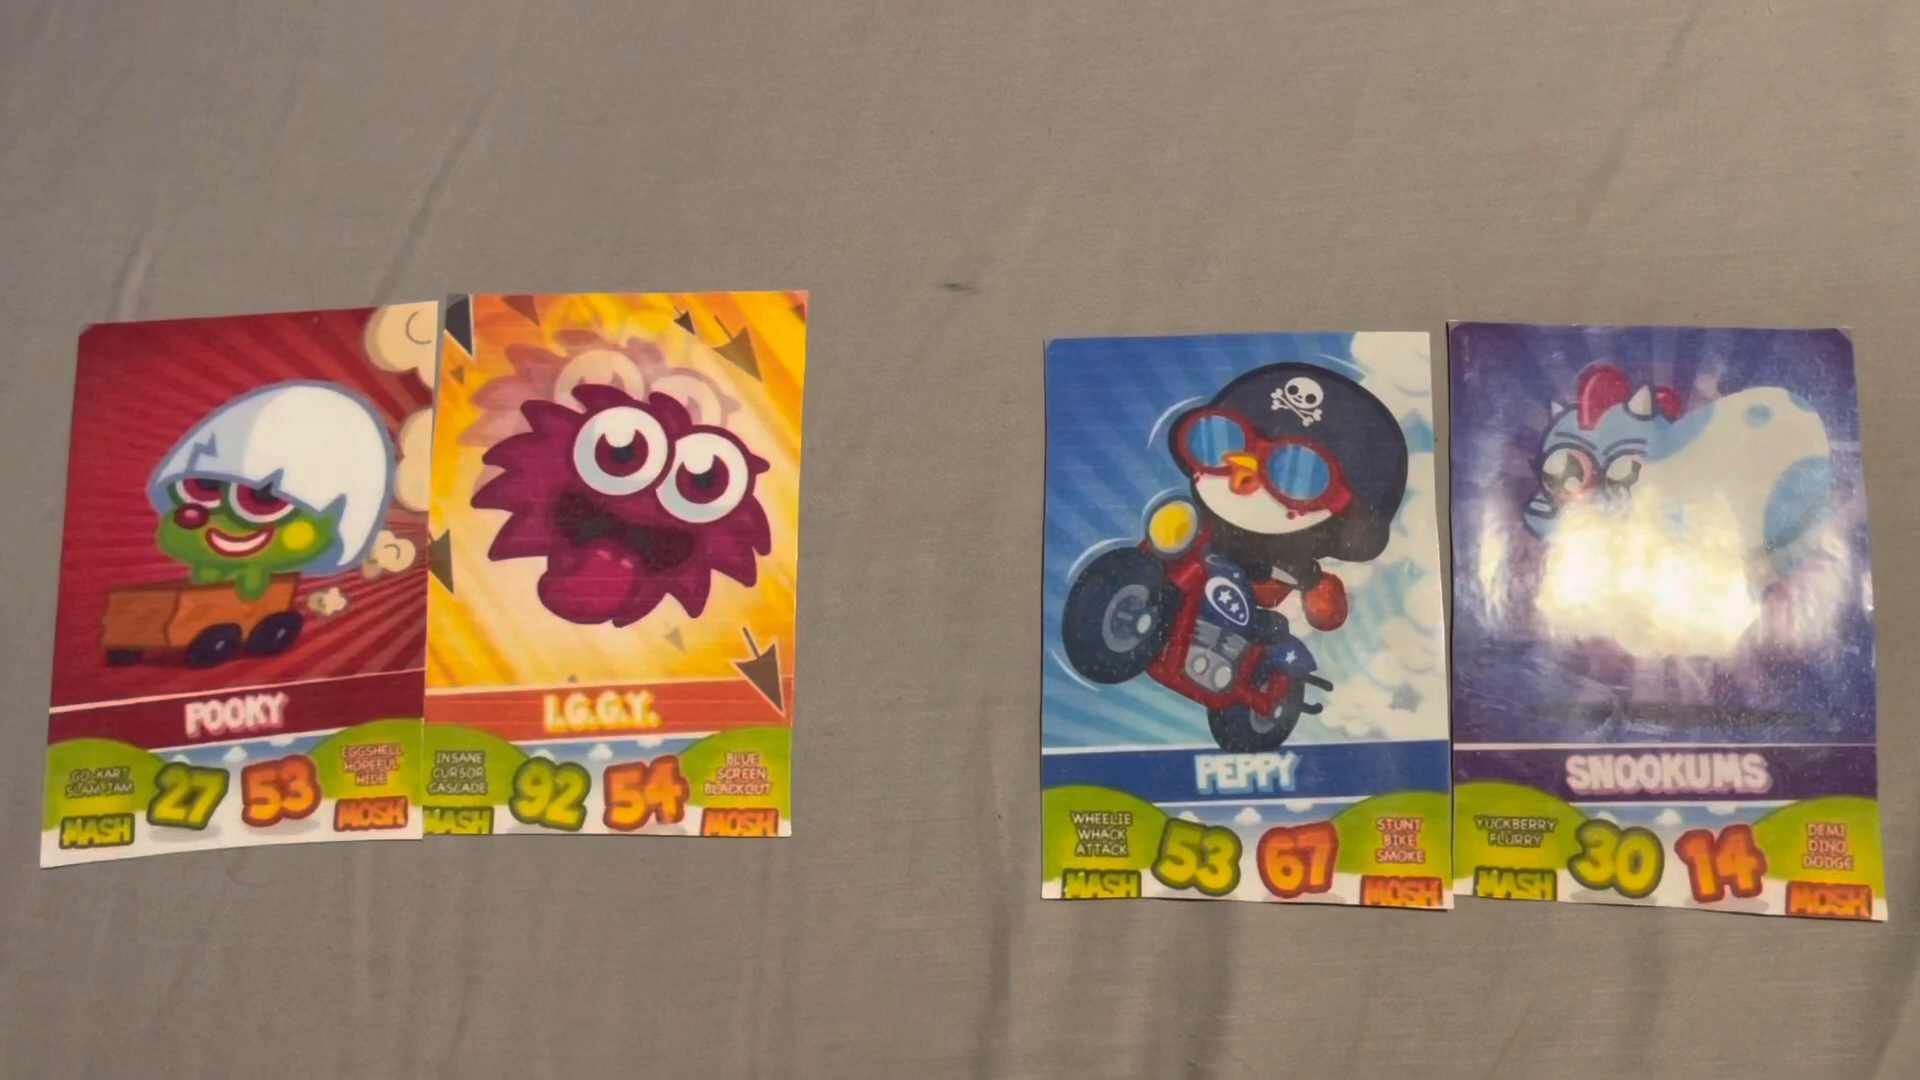 POOKY
GO-KART
SLAM JAM
MASH
27
53
EGGSHELL
HOPEFUL
HIDE
MOSH
I.G.G.Y.
INSANE
CURSOR
CASCADE
MASH
92
54
BLUE
SCREEN
BLACKOUT
MOSH
PEPPY
WHEELIE
WHACK
ATTACK
MASH
53
67
STUNT
BIKE
SMOKE
MOSH
SNOOKUMS
YUCKBERRY
FLURRY
MASH
30
14
DEMI
DINO
DODGE
MOSH